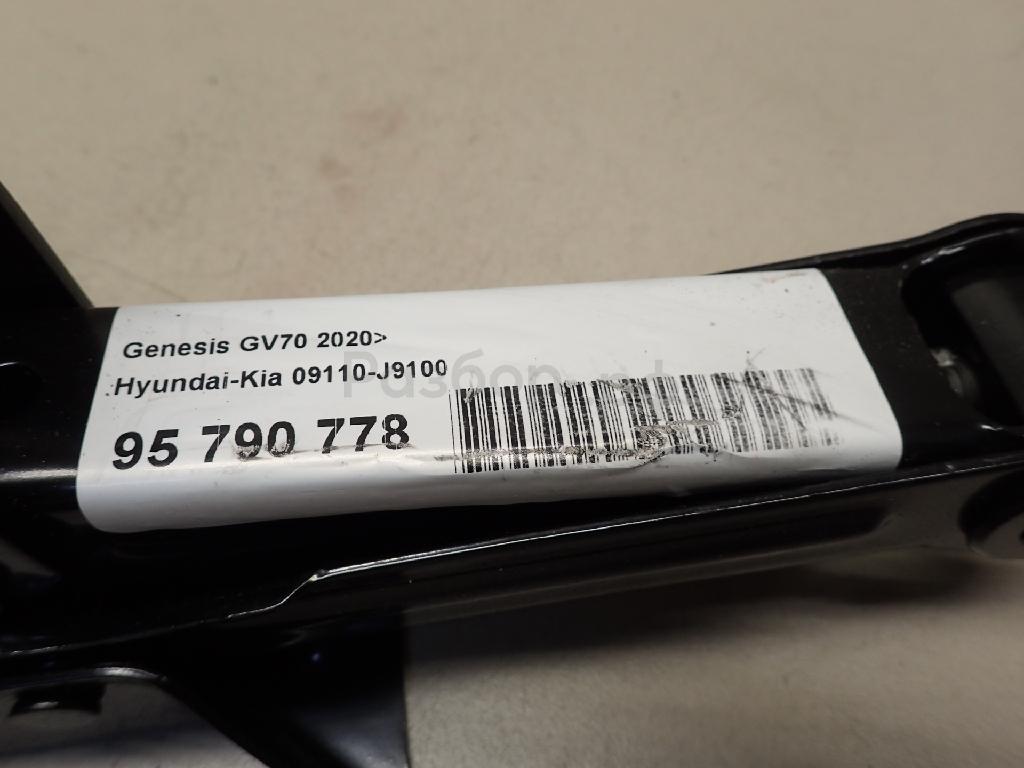 Genesis GV70 2020>
Hyundai-Kia 09110-J9100
95 790 778